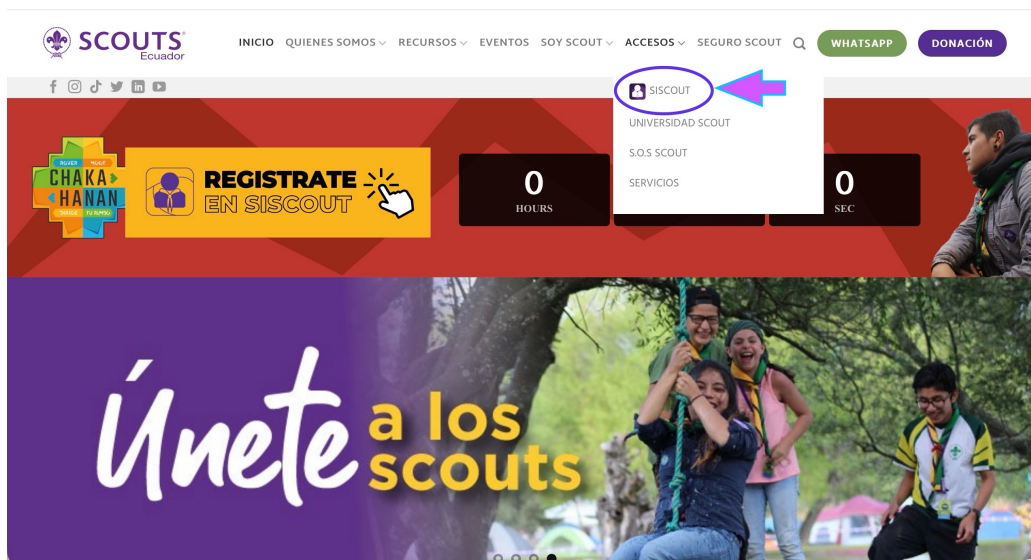 SCOUTS
Ecuador
INICIO QUIENES SOMOS RECURSOS EVENTOS SOY SCOUT ACCESOS SEGURO SCOUT WHATSAPP DONACIÓN
SISCOUT
UNIVERSIDAD SCOUT
S.O.S SCOUT
SERVICIOS
CHAKA
HANAN
REGISTRATE
EN SISCOUT
0
HOURS
0
SEC
Únete a los
scouts